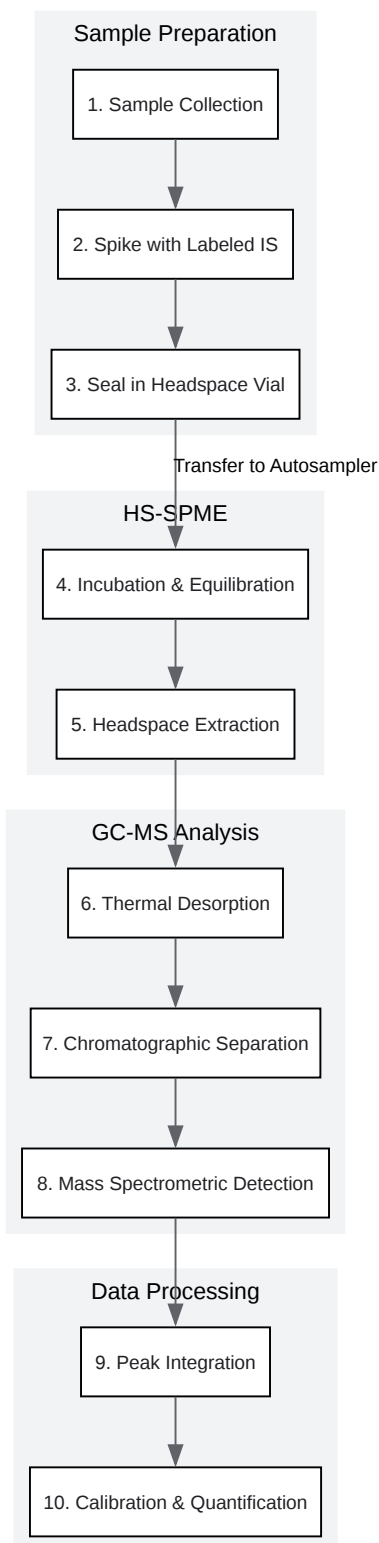 Sample Preparation
1. Sample Collection
2. Spike with Labeled IS
3. Seal in Headspace Vial
Transfer to Autosampler
HS-SPME
4. Incubation & Equilibration
5. Headspace Extraction
GC-MS Analysis
6. Thermal Desorption
7. Chromatographic Separation
8. Mass Spectrometric Detection
Data Processing
9. Peak Integration
10. Calibration & Quantification